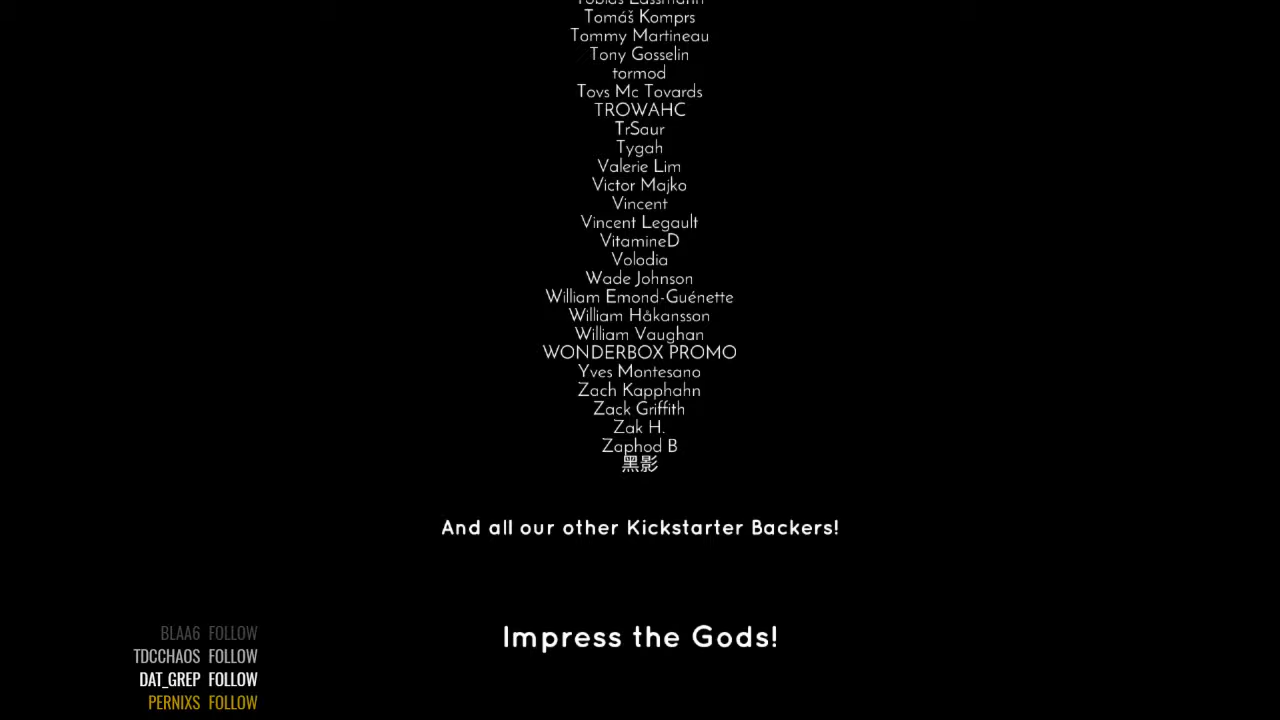 Tobias Lassmann
Tomáš Komprs
Tommy Martineau
Tony Gosselin
tormod
Tovs Mc Tovards
TROWAHC
TrSaur
Tygah
Valerie Lim
Victor Majko
Vincent
Vincent Legault
VitamineD
Volodia
Wade Johnson
William Emond-Guénette
William Håkansson
William Vaughan
WONDERBOX PROMO
Yves Montesano
Zach Kapphahn
Zack Griffith
Zak H.
Zaphod B
黑影
And all our other Kickstarter Backers!
Impress the Gods!
BLAA6 FOLLOW
TDCCHAOS FOLLOW
DAT_GREP FOLLOW
PERNIXS FOLLOW